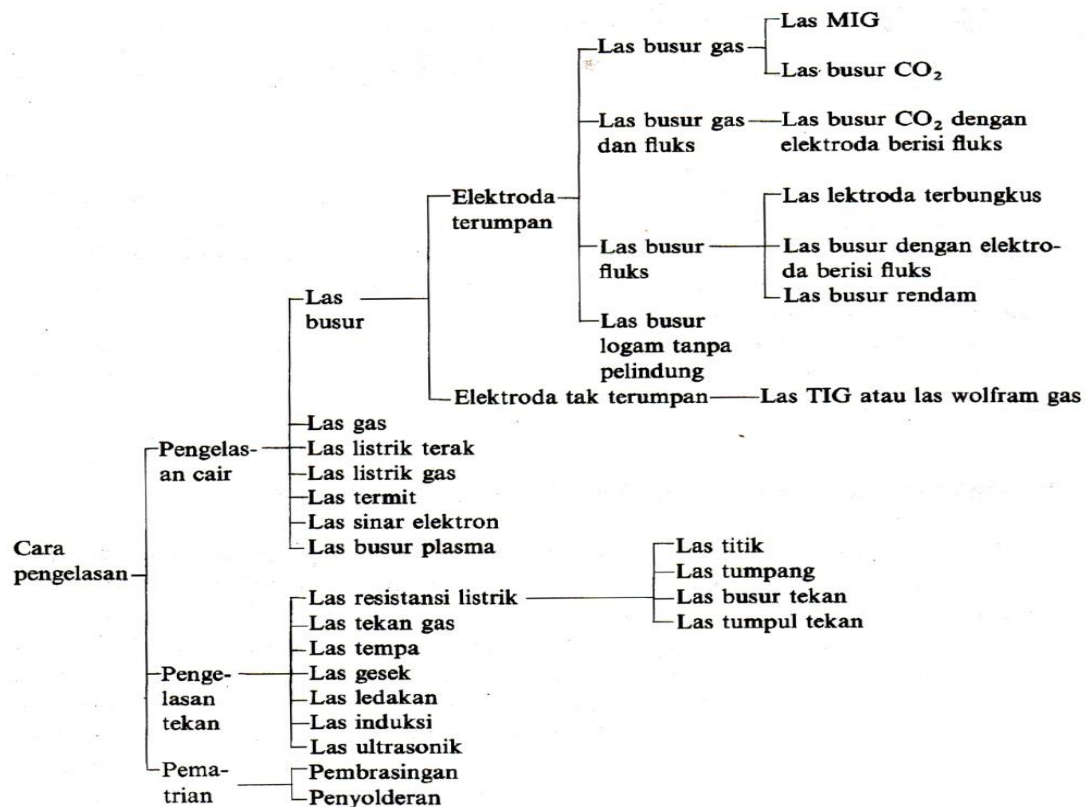 Las MIG
Las busur gas
Las busur CO₂
Las busur gas
dan fluks
Las busur CO₂ dengan
elektroda berisi fluks
Las lektroda terbungkus
Elektroda
terumpan
Las busur
fluks
Las busur dengan elektro-
da berisi fluks
Las busur rendam
Las
busur
Las busur
logam tanpa
pelindung
Elektroda tak terumpan
Las TIG atau las wolfram gas
Las gas
Pengelas-
an cair
Las listrik terak
Las listrik gas
Las termit
Las sinar elektron
Las busur plasma
Cara
pengelasan
Las titik
Las tumpang
Las busur tekan
Las tumpul tekan
Las resistansi listrik
Las tekan gas
Las tempa
Penge-
lasan
tekan
Las gesek
Las ledakan
Las induksi
Las ultrasonik
Pema-
trian
Pembrasingan
Penyolderan